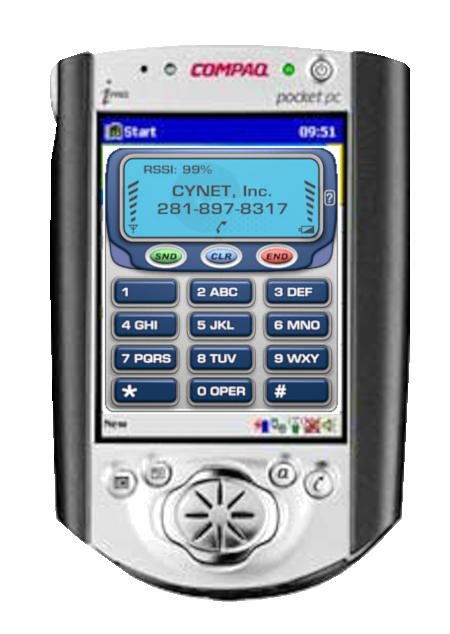 COMPAQ
iPAQ
pocket pc
Start 09:51
RSSI: 99%
CYNET, Inc.
281-897-8317
?
SND CLR END
1 2 ABC 3 DEF
4 GHI 5 JKL 6 MNO
7 PQRS 8 TUV 9 WXY
* 0 OPER #
New